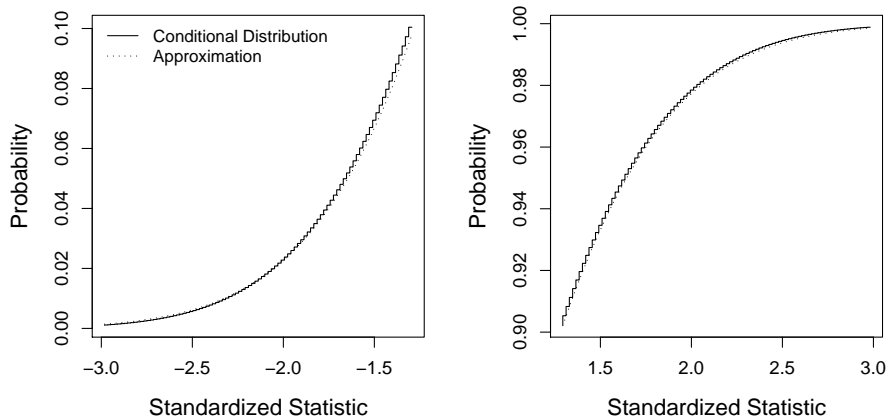 Conditional Distribution
Approximation
Probability
0.00 0.02 0.04 0.06 0.08 0.10
−3.0 −2.5 −2.0 −1.5
Standardized Statistic
Probability
0.90 0.92 0.94 0.96 0.98 1.00
1.5 2.0 2.5 3.0
Standardized Statistic